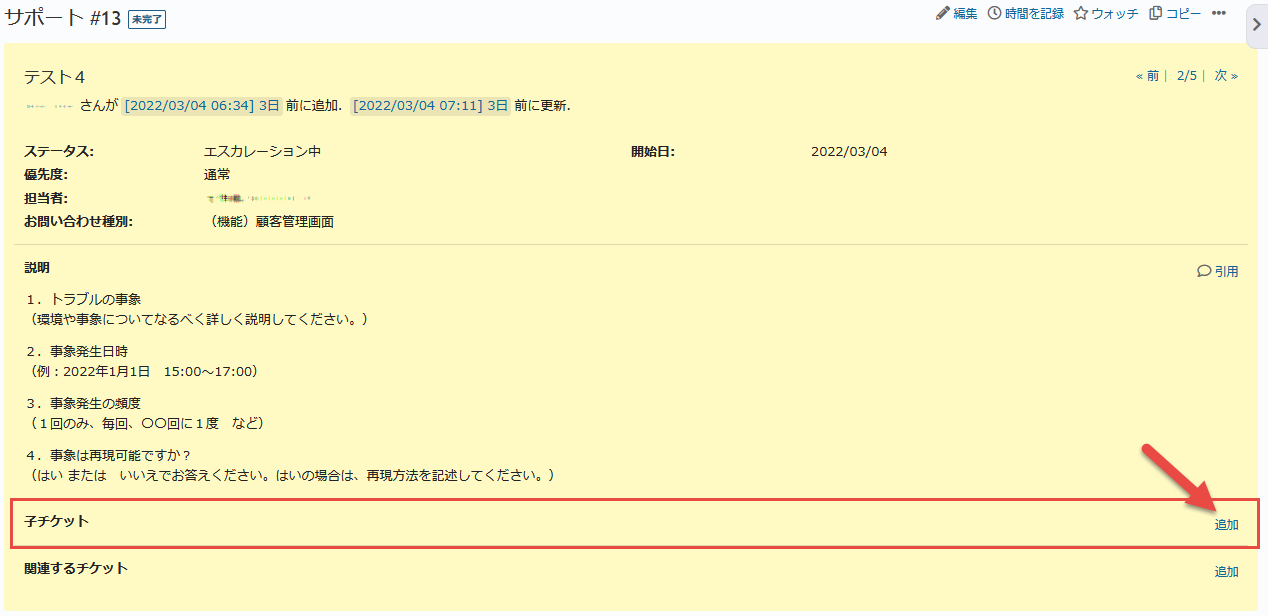 サポート #13 未完了
編集 時間を記録 ウォッチ コピー •••
テスト４
« 前 | 2/5 | 次 »
さんが [2022/03/04 06:34] 3日 前に追加. [2022/03/04 07:11] 3日 前に更新.
ステータス: エスカレーション中 開始日: 2022/03/04
優先度: 通常
担当者:
お問い合わせ種別: （機能）顧客管理画面
説明
引用
１．トラブルの事象
（環境や事象についてなるべく詳しく説明してください。）
２．事象発生日時
（例：2022年1月1日　15:00～17:00）
３．事象発生の頻度
（１回のみ、毎回、〇〇回に１度　など）
４．事象は再現可能ですか？
（はい または　いいえでお答えください。はいの場合は、再現方法を記述してください。）
子チケット
追加
関連するチケット
追加